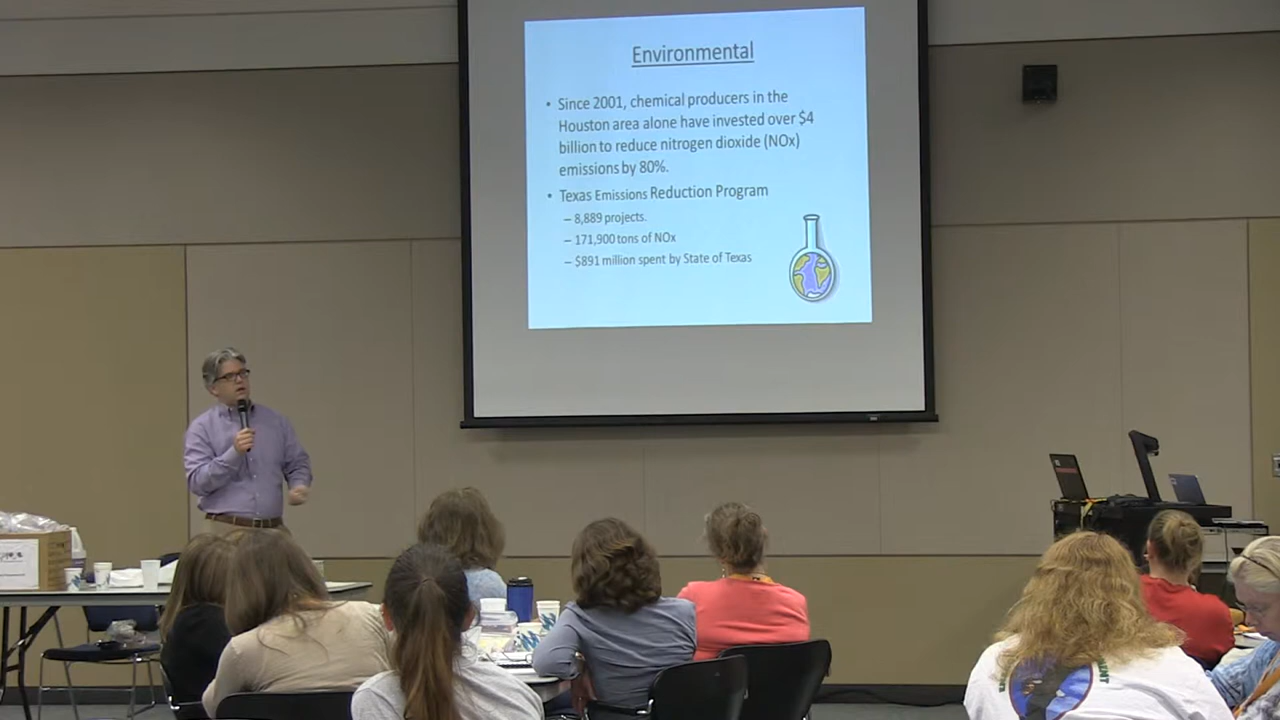 Environmental
• Since 2001, chemical producers in the
Houston area alone have invested over $4
billion to reduce nitrogen dioxide (NOx)
emissions by 80%.
• Texas Emissions Reduction Program
– 8,889 projects.
– 171,900 tons of NOx
– $891 million spent by State of Texas